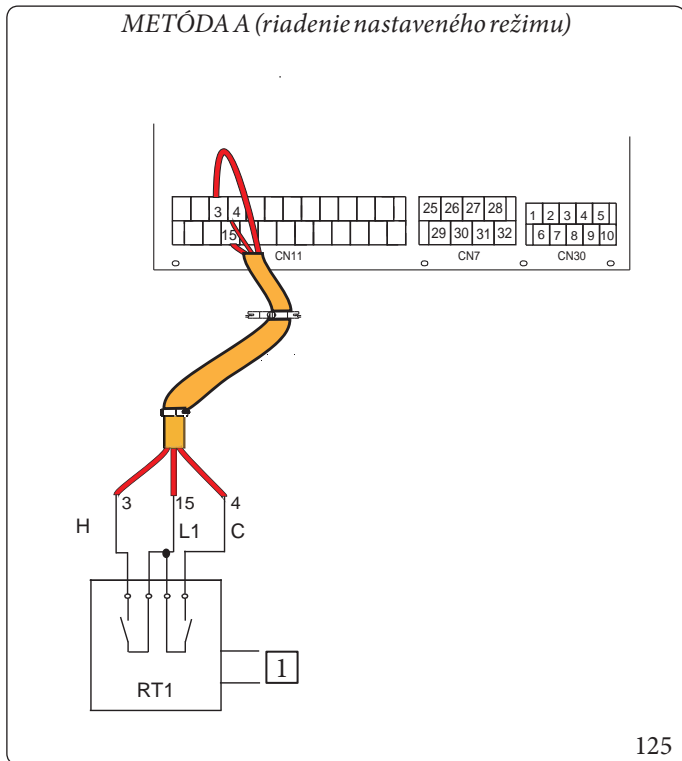 METÓDA A (riadenie nastaveného režimu)
3 4
15
CN11
25 26 27 28
29 30 31 32
CN7
1 2 3 4 5
6 7 8 9 10
CN30
3 15 4
H L1 C
RT1
1
125